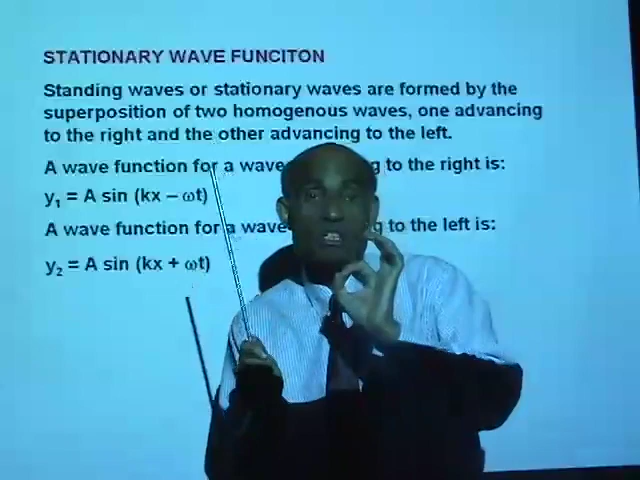 STATIONARY WAVE FUNCITON
Standing waves or stationary waves are formed by the
superposition of two homogenous waves, one advancing
to the right and the other advancing to the left.
A wave function for a wave g to the right is:
y₁ = A sin (kx – ωt)
A wave function for a wave g to the left is:
y₂ = A sin (kx + ωt)